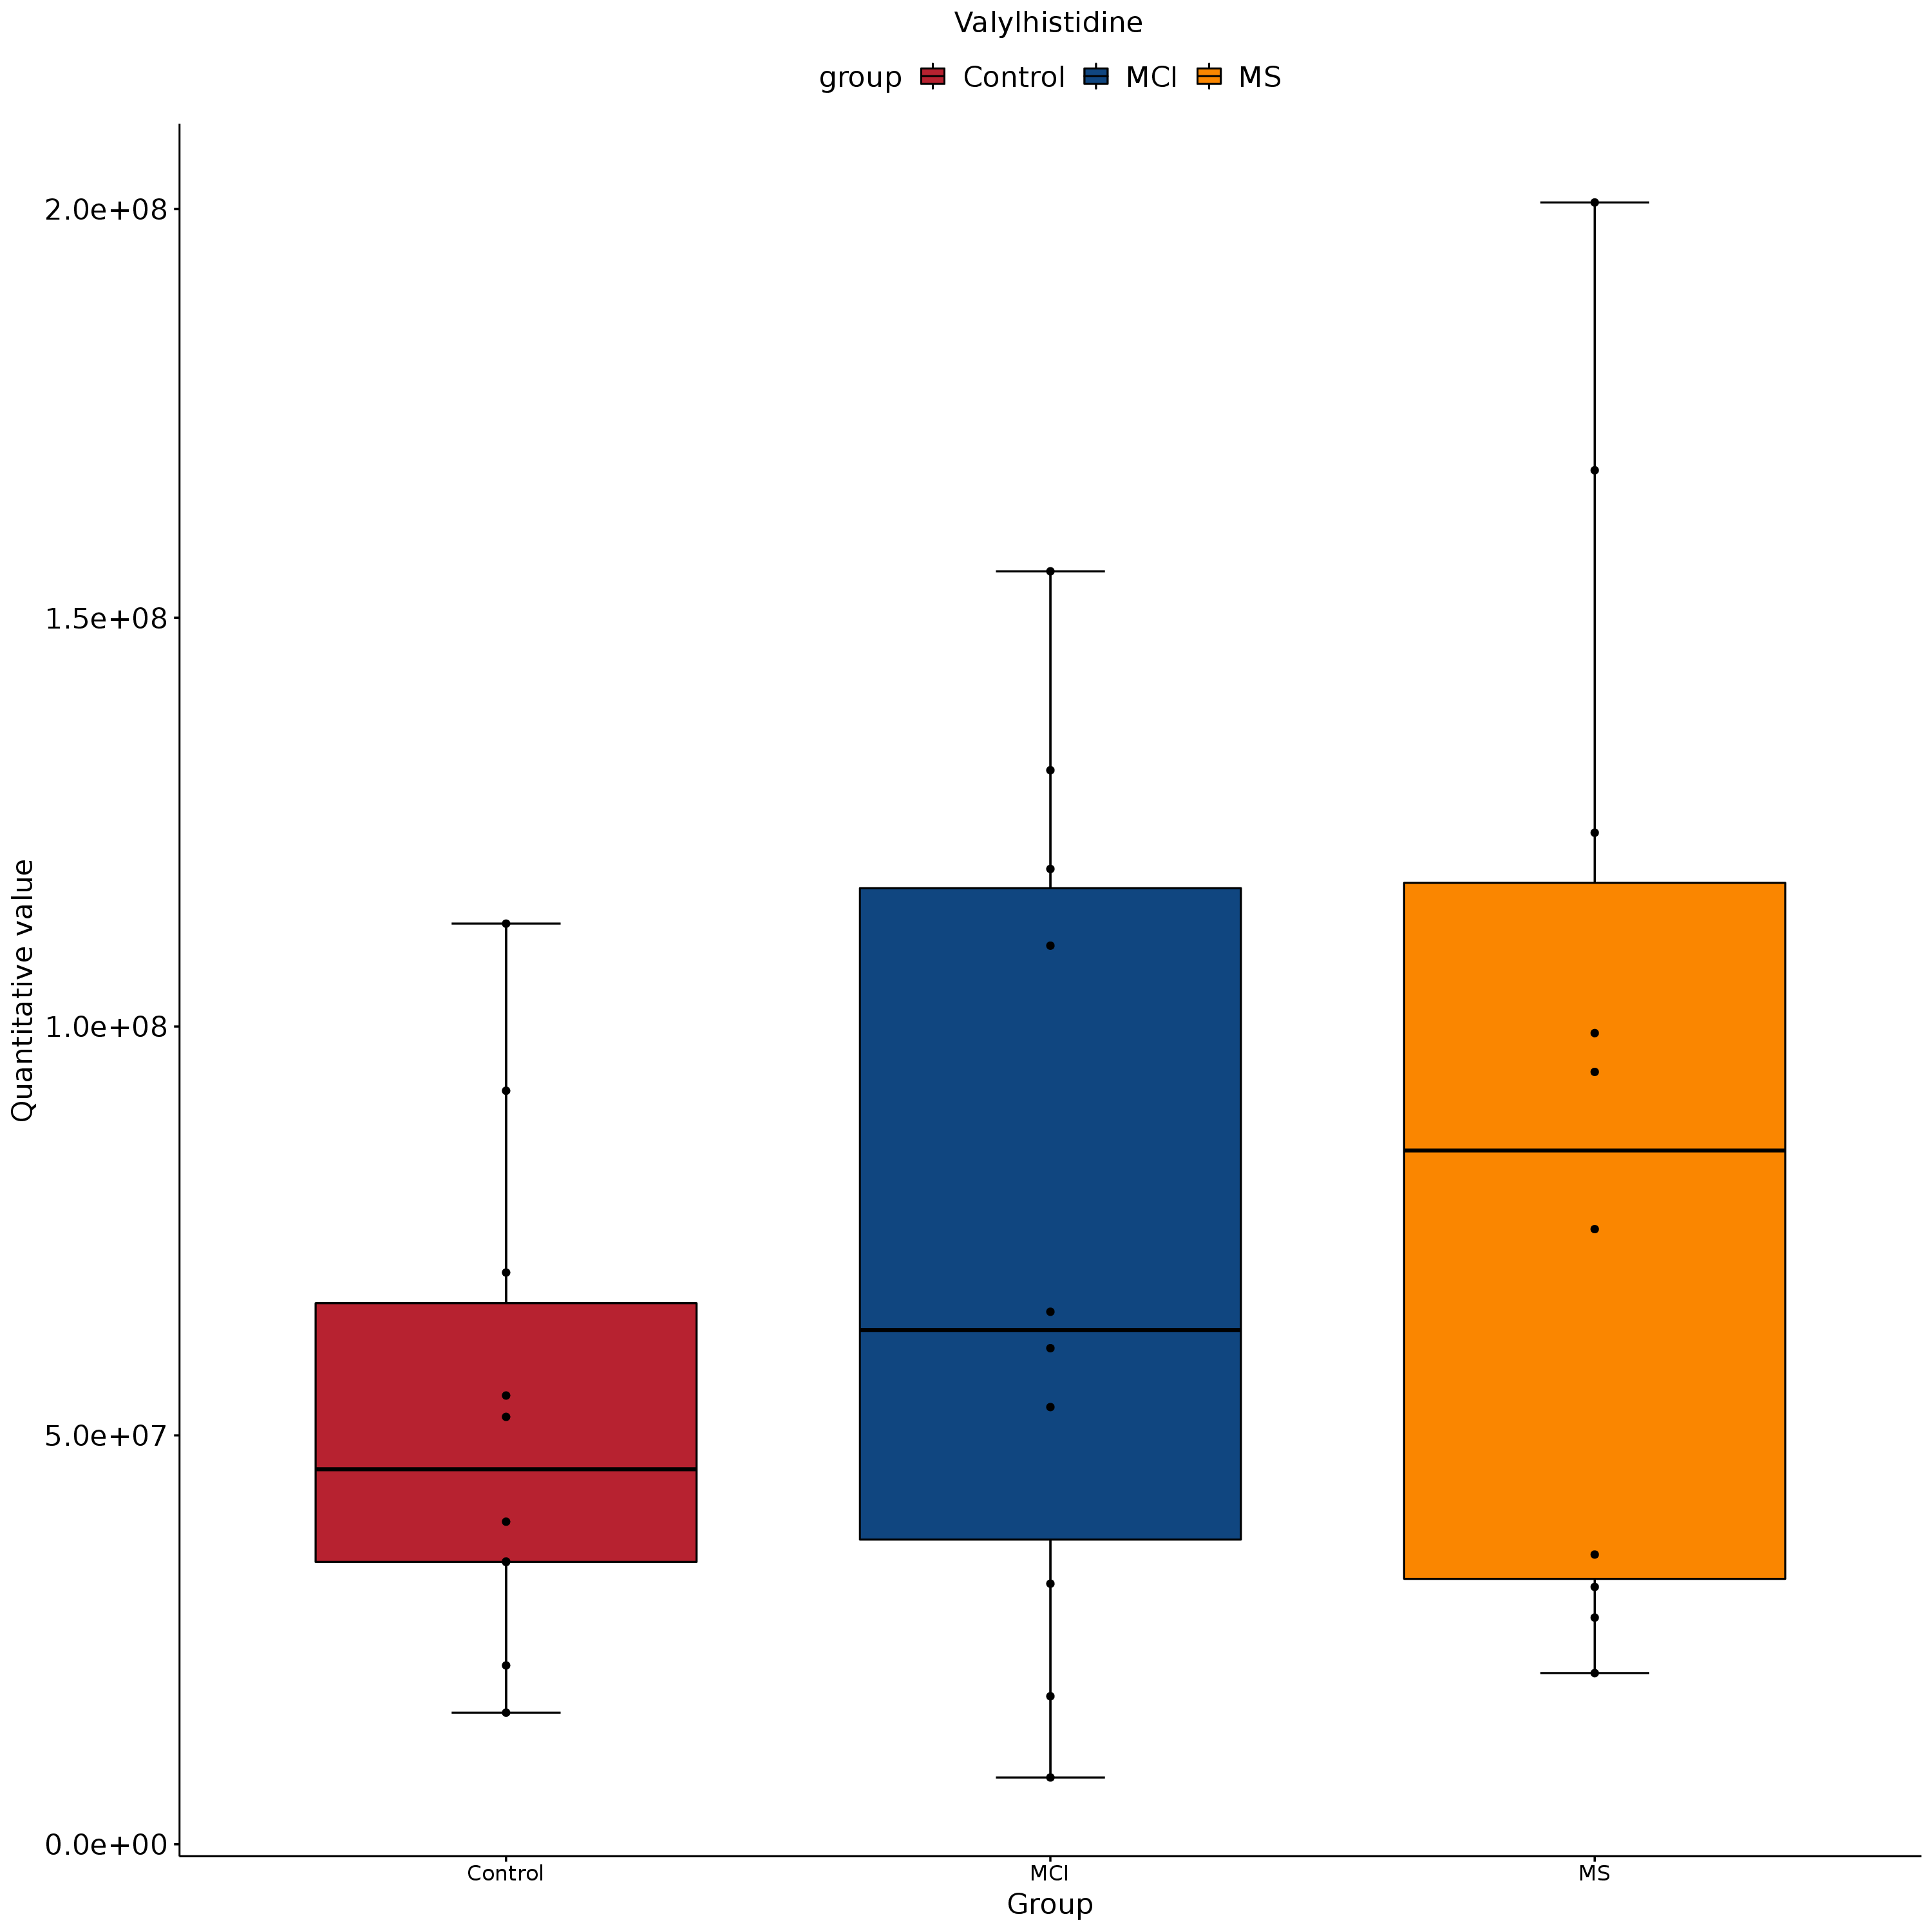 Valylhistidine
group Control MCI MS
2.0e+08
1.5e+08
1.0e+08
5.0e+07
0.0e+00
Quantitative value
Control MCI MS
Group